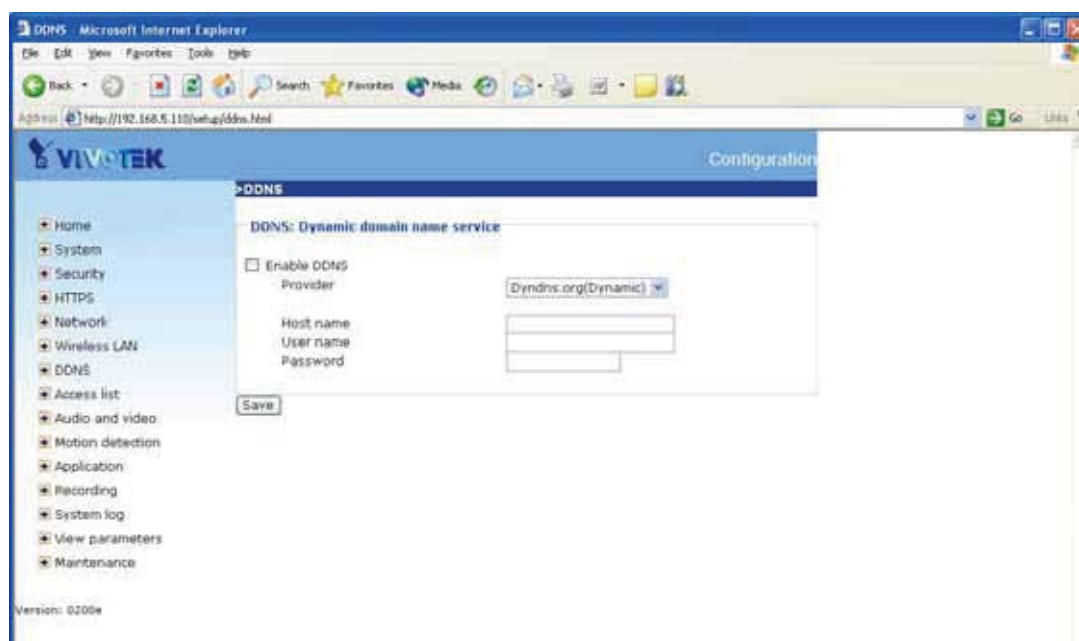 DDNS Microsoft Internet Explorer
File Edit View Favorites Tools Help
Back Search Favorites Media
Address http://192.168.5.110/setup/ddns.html Go Links
VIVOTEK
Configuration
>DDNS
Home
System
Security
HTTPS
Network
Wireless LAN
DDNS
Access list
Audio and video
Motion detection
Application
Recording
System log
View parameters
Maintenance
Version: 0200e
DDNS: Dynamic domain name service
Enable DDNS
Provider Dyndns.org(Dynamic)
Host name
User name
Password
Save